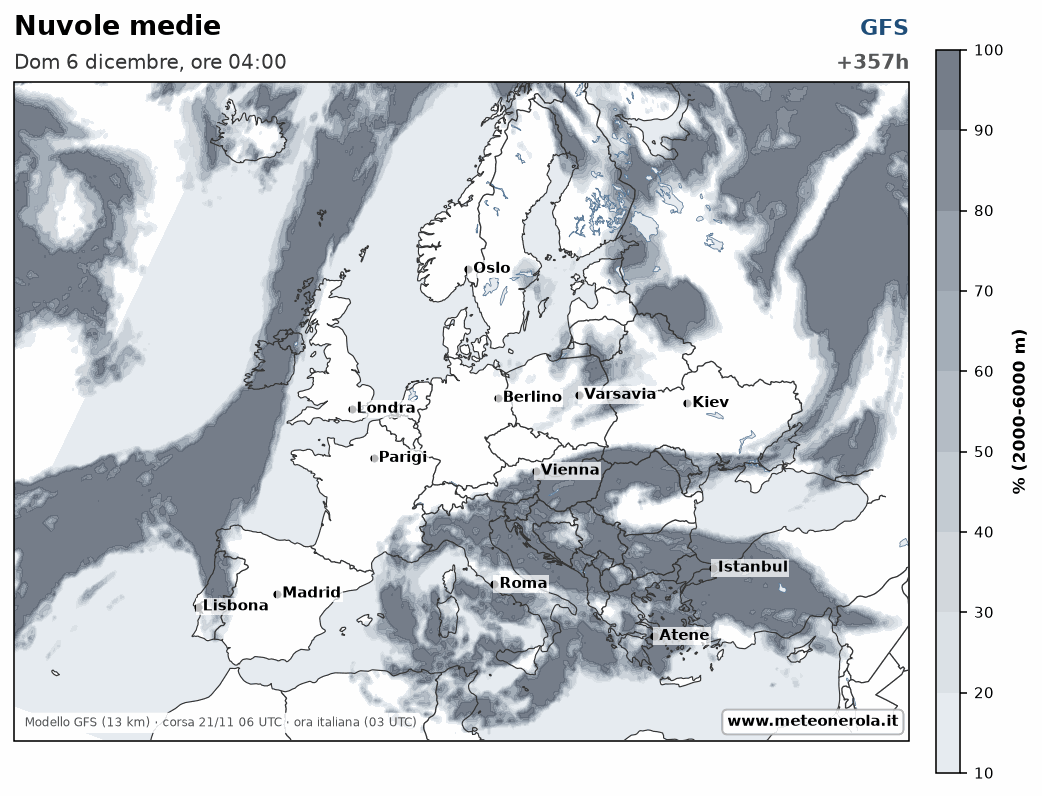 Nuvole medie
GFS
Dom 6 dicembre, ore 04:00
+357h
100
90
80
70
60
50
40
30
20
10
% (2000-6000 m)
Oslo
Berlino
Varsavia
Kiev
Londra
Parigi
Vienna
Istanbul
Roma
Madrid
Lisbona
Atene
Modello GFS (13 km) · corsa 21/11 06 UTC · ora italiana (03 UTC)
www.meteonerola.it